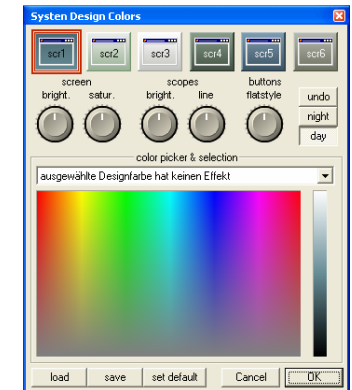 Systen Design Colors
scr1 scr2 scr3 scr4 scr5 scr6
screen scopes buttons
bright. satur. bright. line flatstyle
undo
night
day
color picker & selection
ausgewählte Designfarbe hat keinen Effekt
load save set default Cancel OK